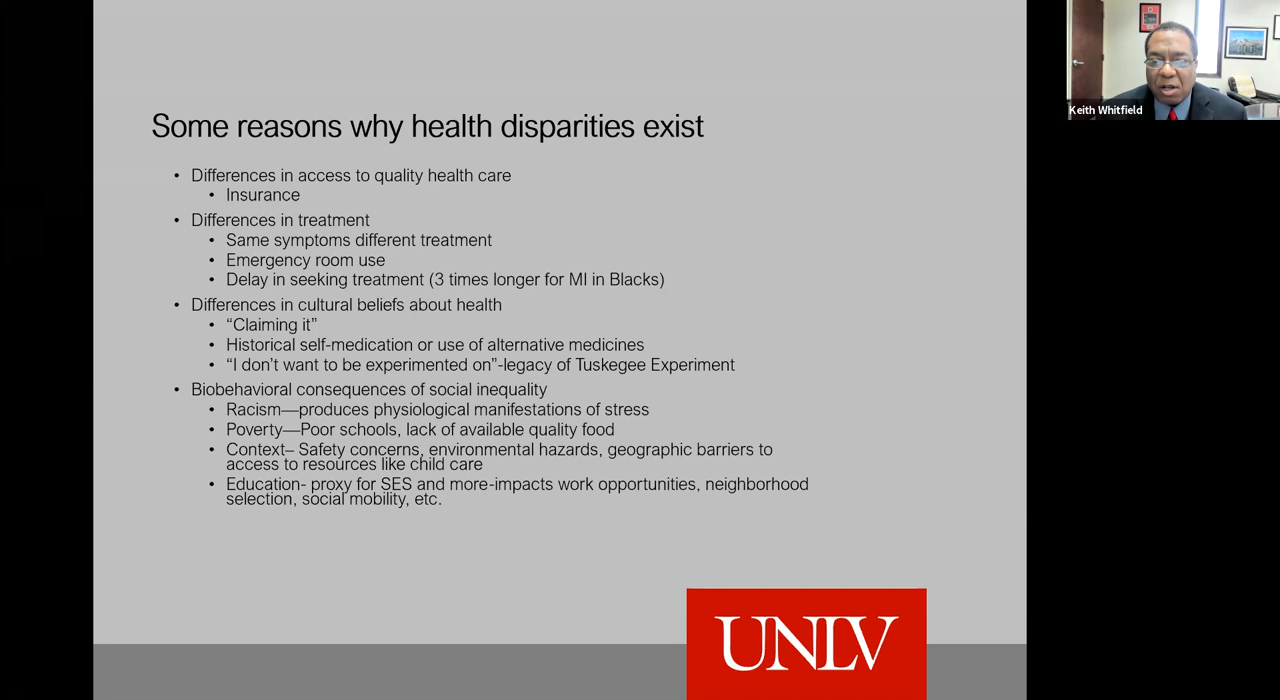 Some reasons why health disparities exist
• Differences in access to quality health care
• Insurance
• Differences in treatment
• Same symptoms different treatment
• Emergency room use
• Delay in seeking treatment (3 times longer for MI in Blacks)
• Differences in cultural beliefs about health
• “Claiming it”
• Historical self-medication or use of alternative medicines
• “I don’t want to be experimented on”-legacy of Tuskegee Experiment
• Biobehavioral consequences of social inequality
• Racism—produces physiological manifestations of stress
• Poverty—Poor schools, lack of available quality food
• Context– Safety concerns, environmental hazards, geographic barriers to
access to resources like child care
• Education- proxy for SES and more-impacts work opportunities, neighborhood
selection, social mobility, etc.
UNLV
Keith Whitfield